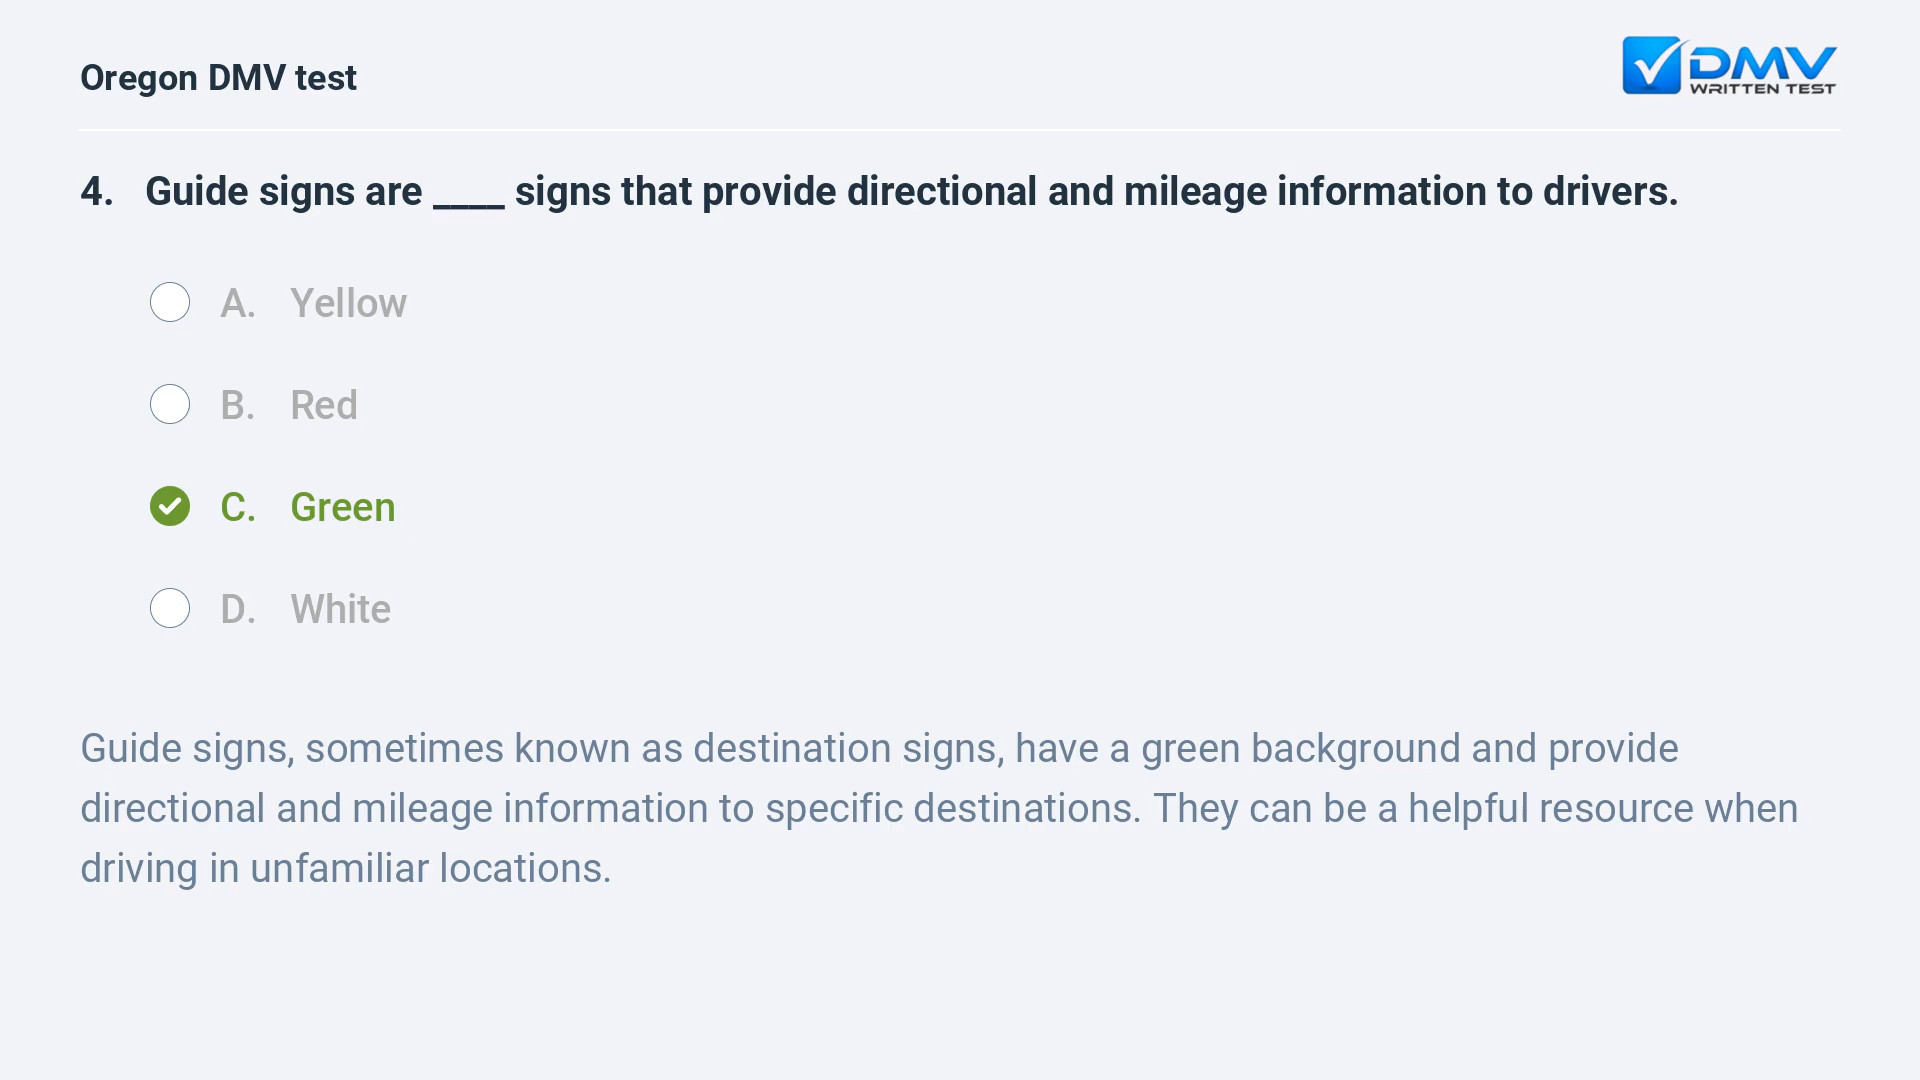 Oregon DMV test
DMV
WRITTEN TEST
4. Guide signs are ____ signs that provide directional and mileage information to drivers.
A. Yellow
B. Red
C. Green
D. White
Guide signs, sometimes known as destination signs, have a green background and provide
directional and mileage information to specific destinations. They can be a helpful resource when
driving in unfamiliar locations.